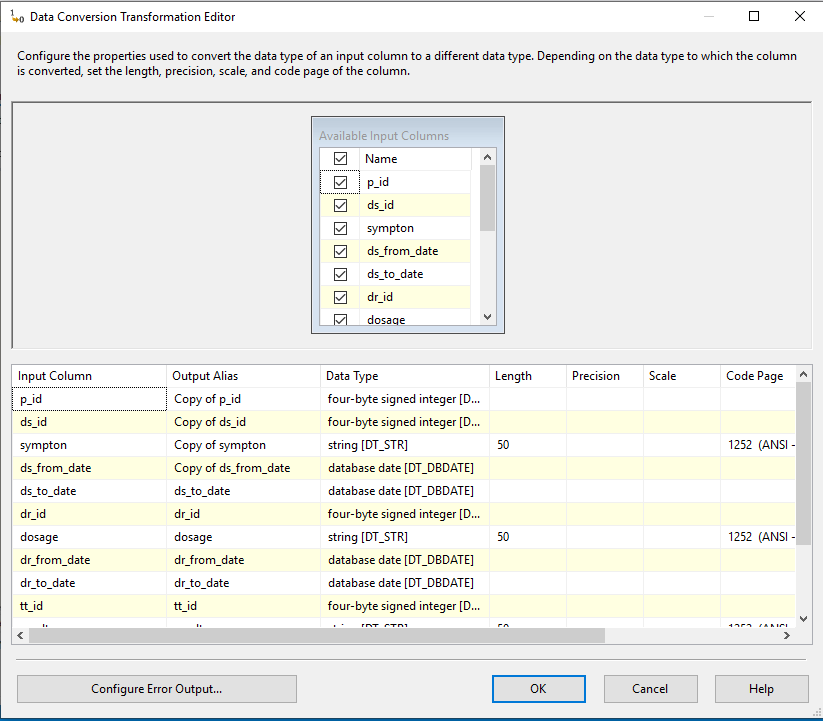 Data Conversion Transformation Editor
Configure the properties used to convert the data type of an input column to a different data type. Depending on the data type to which the column
is converted, set the length, precision, scale, and code page of the column.
Available Input Columns
Name
p_id
ds_id
sympton
ds_from_date
ds_to_date
dr_id
dosage
Input Column Output Alias Data Type Length Precision Scale Code Page
p_id Copy of p_id four-byte signed integer [D...
ds_id Copy of ds_id four-byte signed integer [D...
sympton Copy of sympton string [DT_STR] 50 1252 (ANSI -
ds_from_date Copy of ds_from_date database date [DT_DBDATE]
ds_to_date ds_to_date database date [DT_DBDATE]
dr_id dr_id four-byte signed integer [D...
dosage dosage string [DT_STR] 50 1252 (ANSI -
dr_from_date dr_from_date database date [DT_DBDATE]
dr_to_date dr_to_date database date [DT_DBDATE]
tt_id tt_id four-byte signed integer [D...
Configure Error Output... OK Cancel Help